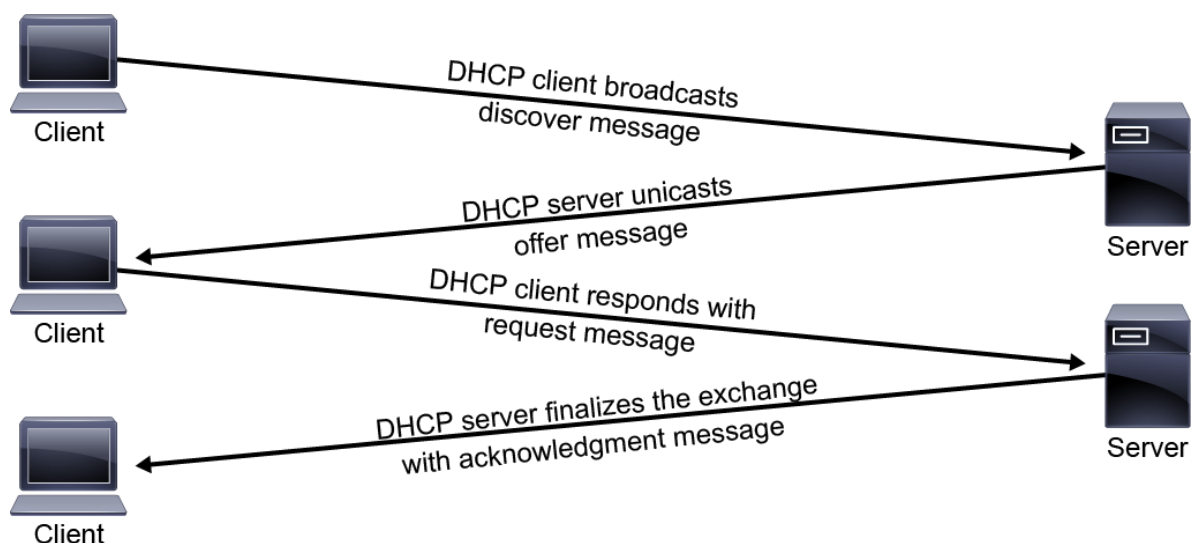 Client
DHCP client broadcasts
discover message
Server
DHCP server unicasts
offer message
Client
DHCP client responds with
request message
Server
DHCP server finalizes the exchange
with acknowledgment message
Client